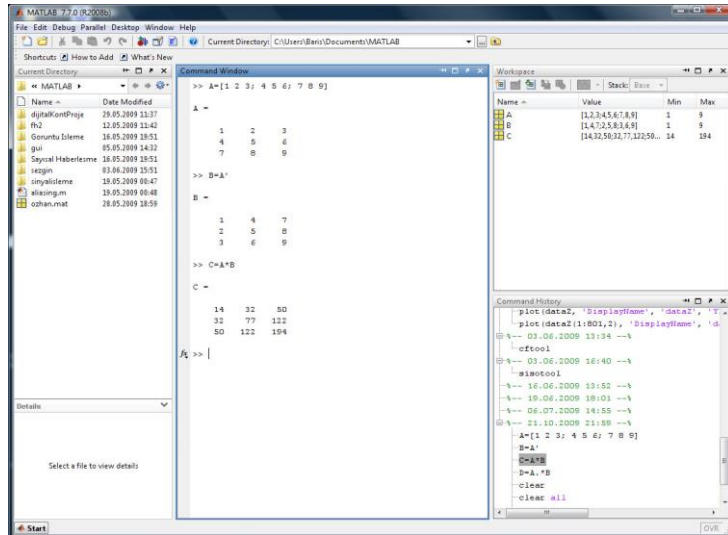 MATLAB 7.7.0 (R2008b)
File Edit Debug Parallel Desktop Window Help
Current Directory: C:\Users\Baris\Documents\MATLAB
Shortcuts How to Add What's New
Current Directory
« MATLAB
Name Date Modified
dijitalKontProje 29.05.2009 11:37
fh2 12.05.2009 11:42
Goruntu Isleme 16.05.2009 19:51
gui 05.05.2009 14:32
Sayısal Haberlesme 16.05.2009 19:51
sezgin 03.06.2009 15:51
sinyalisleme 19.05.2009 00:47
aliasing.m 19.05.2009 00:48
ozhan.mat 28.05.2009 18:59
Details
Select a file to view details
Command Window
>> A=[1 2 3; 4 5 6; 7 8 9]
A =
1 2 3
4 5 6
7 8 9
>> B=A'
B =
1 4 7
2 5 8
3 6 9
>> C=A*B
C =
14 32 50
32 77 122
50 122 194
fx >>
Workspace
Stack: Base
Name Value Min Max
A [1,2,3;4,5,6;7,8,9] 1 9
B [1,4,7;2,5,8;3,6,9] 1 9
C [14,32,50;32,77,122;50... 14 194
Command History
plot(data2, 'DisplayName', 'data2', 'Y
plot(data2(1:801,2), 'DisplayName', 'd
%-- 03.06.2009 13:34 --%
cftool
%-- 03.06.2009 16:40 --%
sisotool
%-- 16.06.2009 13:52 --%
%-- 19.06.2009 18:01 --%
%-- 06.07.2009 14:55 --%
%-- 21.10.2009 21:59 --%
A=[1 2 3; 4 5 6; 7 8 9]
B=A'
C=A*B
D=A.*B
clear
clear all
Start
OVR